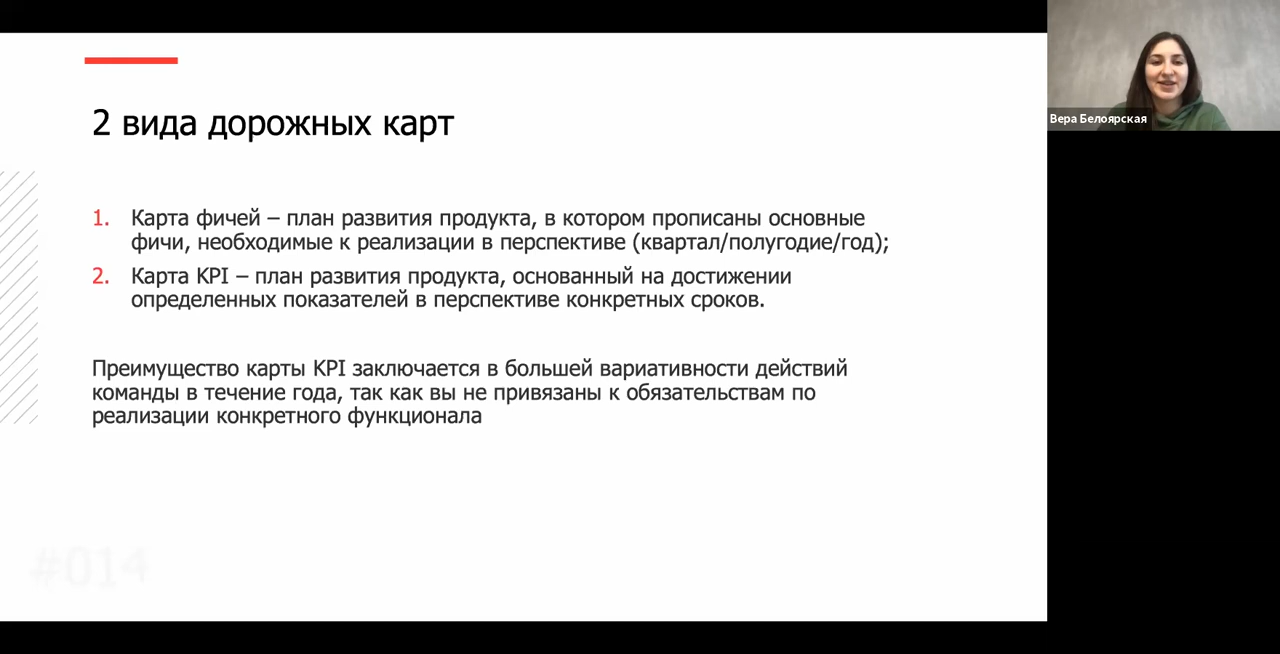 2 вида дорожных карт
1. Карта фичей – план развития продукта, в котором прописаны основные
фичи, необходимые к реализации в перспективе (квартал/полугодие/год);
2. Карта KPI – план развития продукта, основанный на достижении
определенных показателей в перспективе конкретных сроков.
Преимущество карты KPI заключается в большей вариативности действий
команды в течение года, так как вы не привязаны к обязательствам по
реализации конкретного функционала
#014
Вера Белоярская